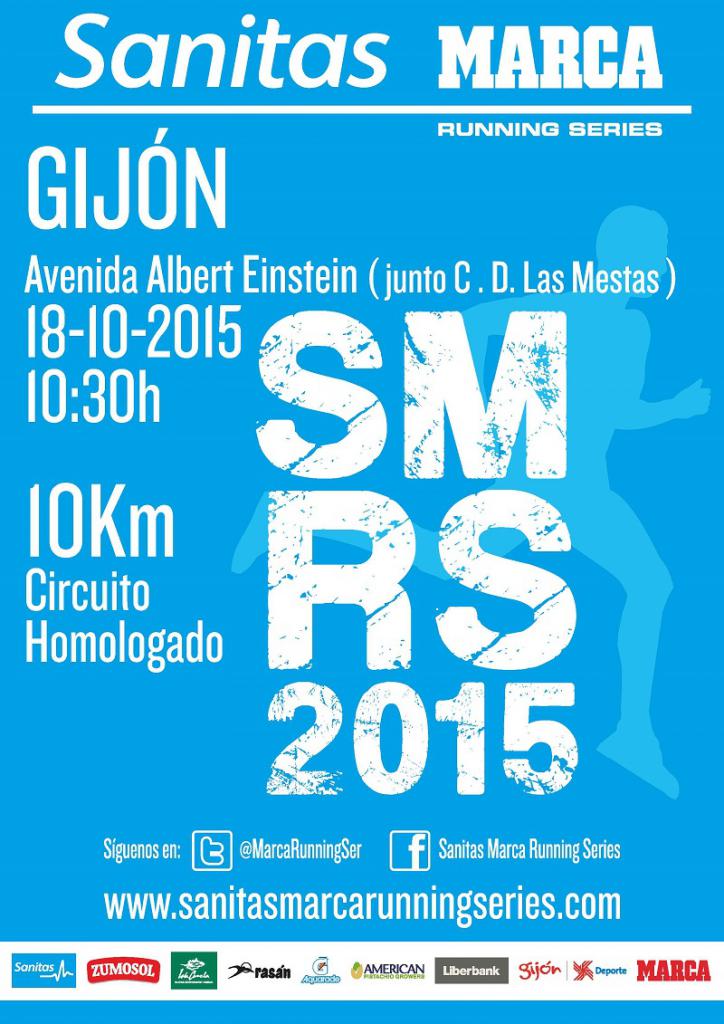 Sanitas MARCA
RUNNING SERIES
GIJÓN
Avenida Albert Einstein ( junto C . D. Las Mestas )
18-10-2015
10:30h
SM
10Km
RS
Circuito
Homologado
2015
Síguenos en: @MarcaRunningSer f Sanitas Marca Running Series
www.sanitasmarcarunningseries.com
Sanitas ZUMOSOL rasán Aquarade AMERICAN PISTACHIO GROWERS Liberbank gijón Deporte MARCA